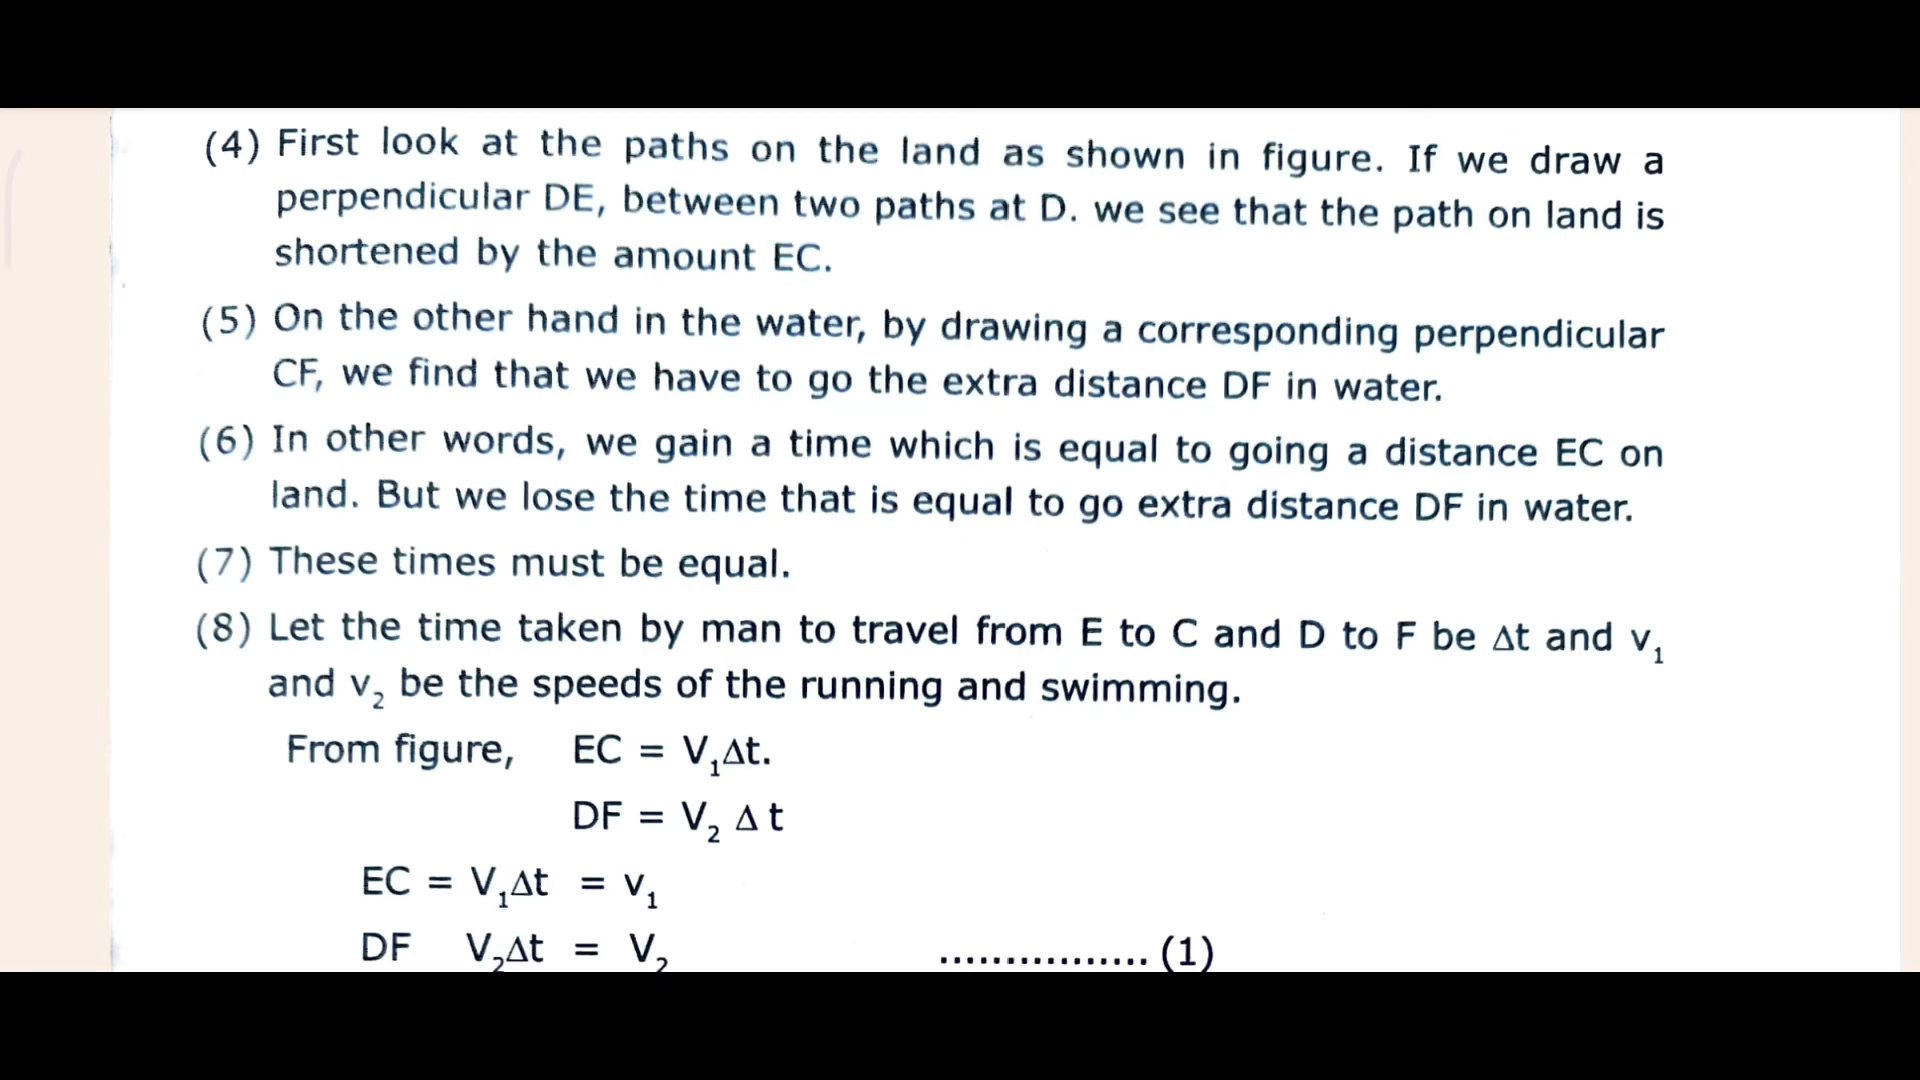 (4) First look at the paths on the land as shown in figure. If we draw a
perpendicular DE, between two paths at D. we see that the path on land is
shortened by the amount EC.
(5) On the other hand in the water, by drawing a corresponding perpendicular
CF, we find that we have to go the extra distance DF in water.
(6) In other words, we gain a time which is equal to going a distance EC on
land. But we lose the time that is equal to go extra distance DF in water.
(7) These times must be equal.
(8) Let the time taken by man to travel from E to C and D to F be Δt and v₁
and v₂ be the speeds of the running and swimming.
From figure, EC = V₁Δt.
DF = V₂ Δ t
EC = V₁Δt = v₁
DF V₂Δt = V₂ ................ (1)